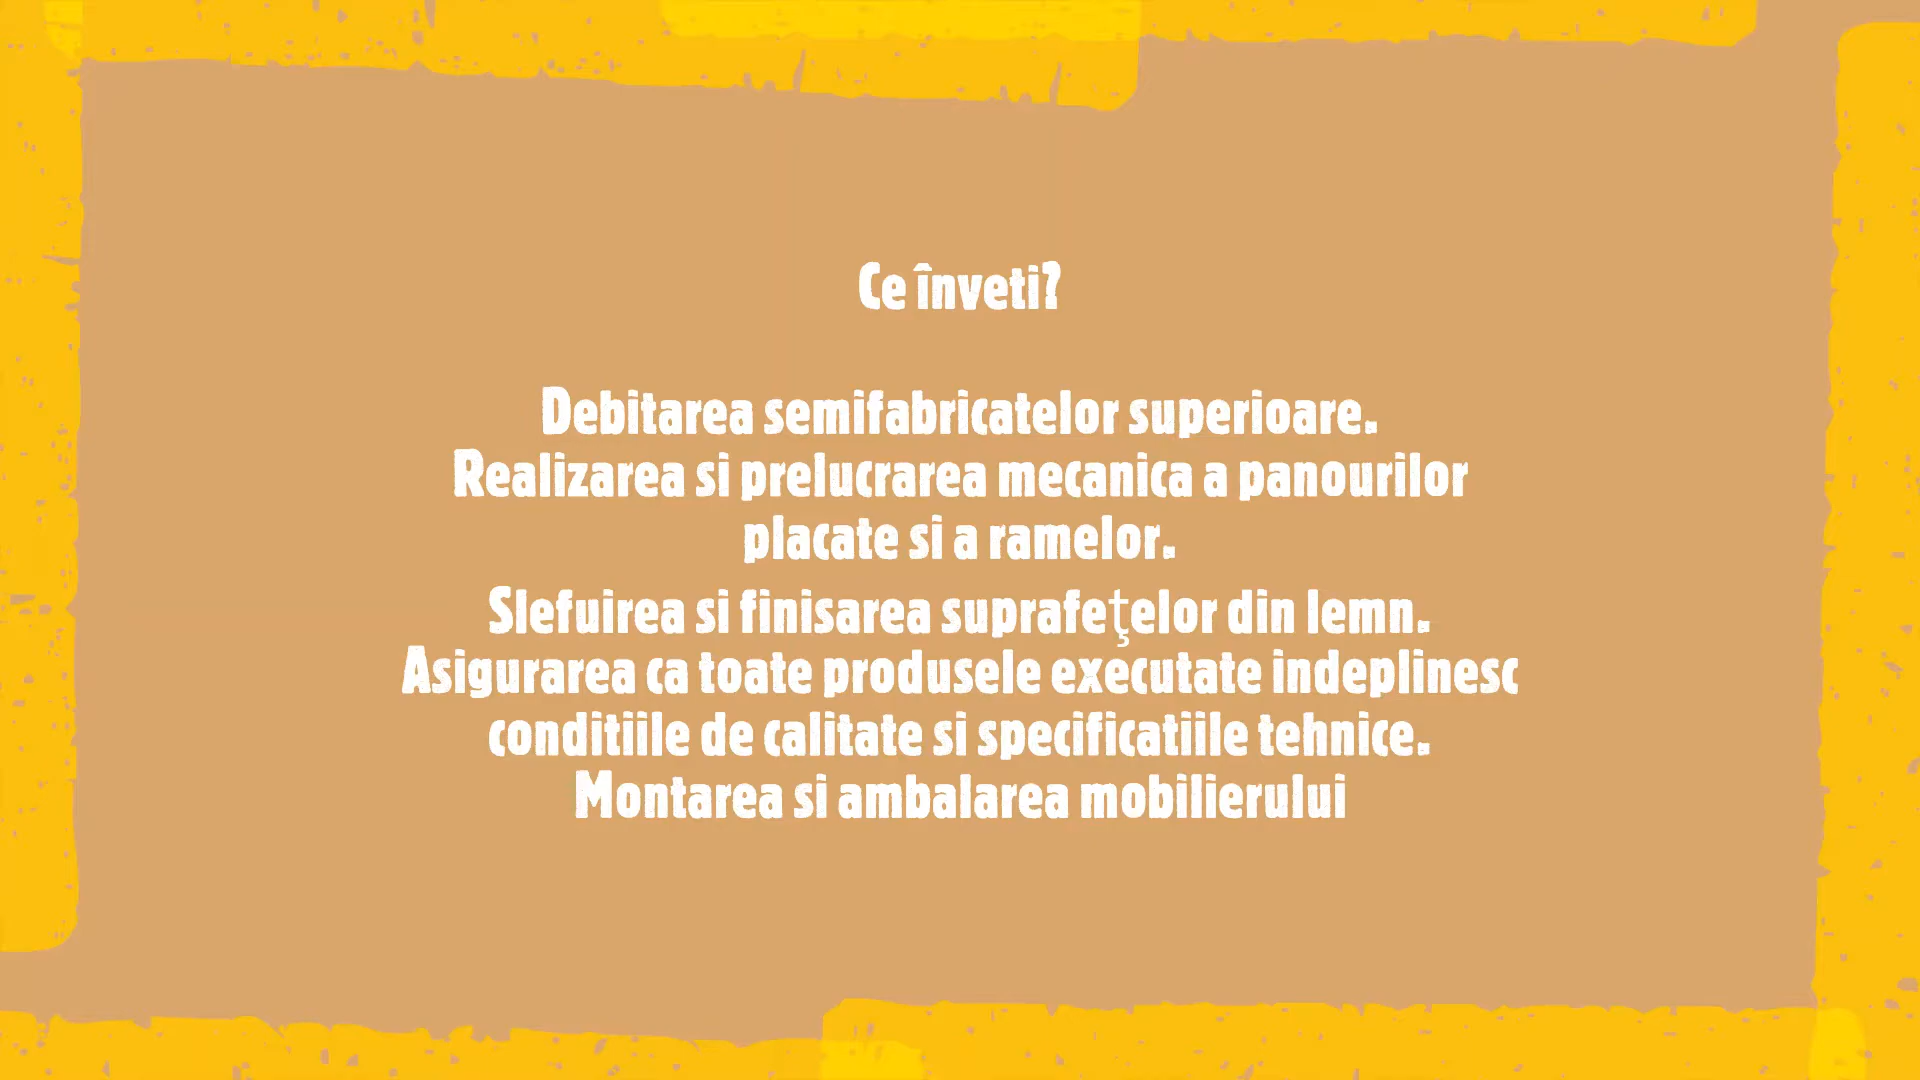 Ce înveti?
Debitarea semifabricatelor superioare.
Realizarea si prelucrarea mecanica a panourilor
placate si a ramelor.
Slefuirea si finisarea suprafeţelor din lemn.
Asigurarea ca toate produsele executate indeplinesc
conditiile de calitate si specificatiile tehnice.
Montarea si ambalarea mobilierului